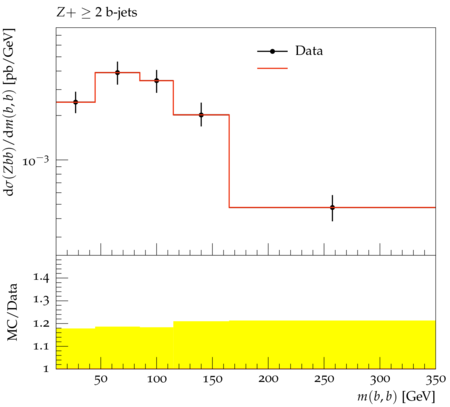 Z+ ≥ 2 b-jets
dσ(Zbb)/dm(b, b) [pb/GeV]
Data
10⁻³
MC/Data
1.4
1.3
1.2
1.1
1
50 100 150 200 250 300 350
m(b, b) [GeV]